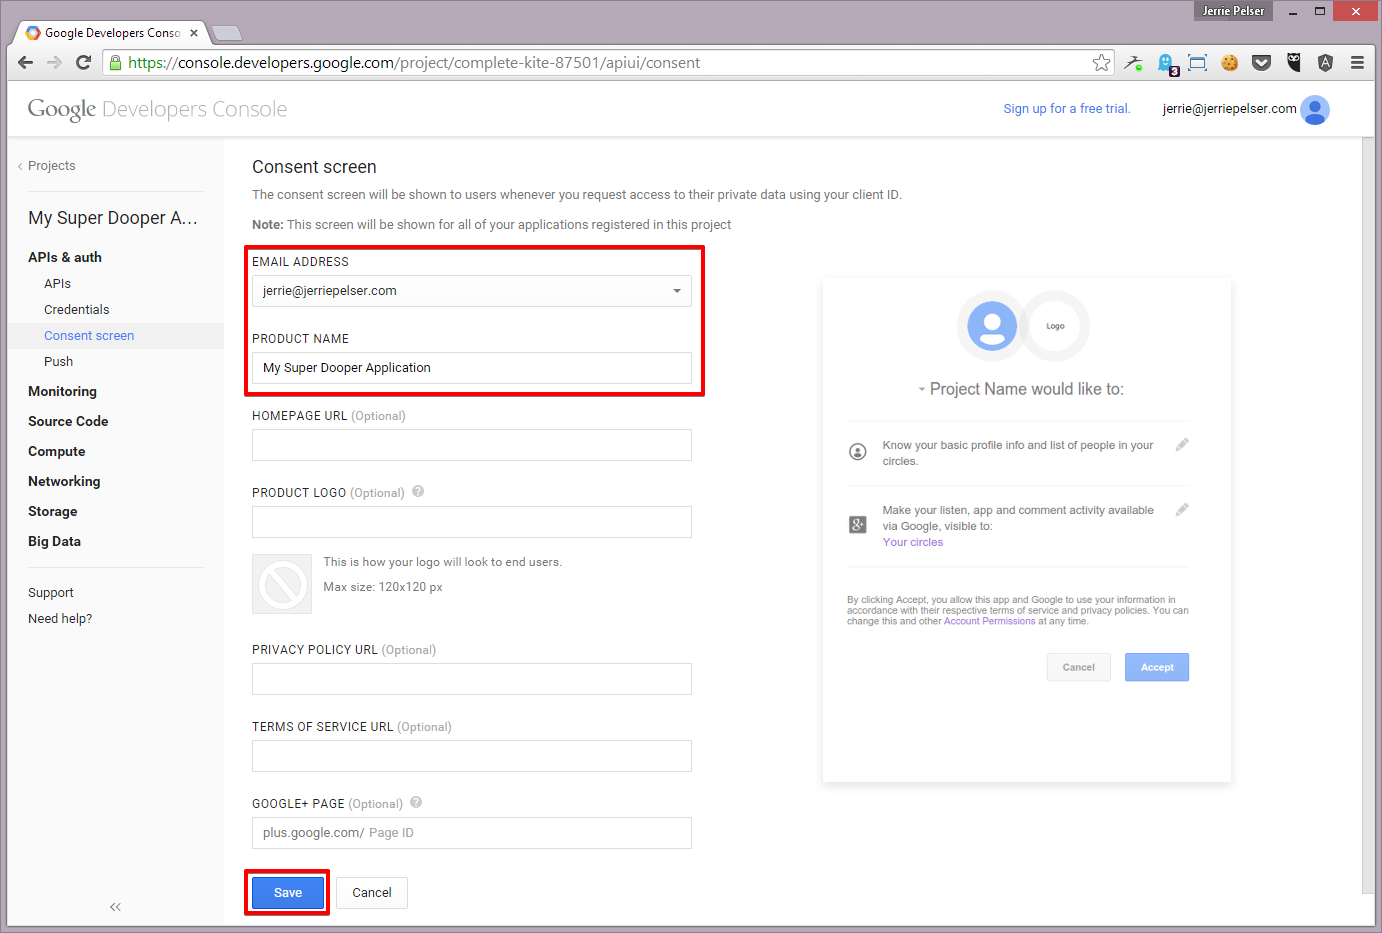 Jerrie Pelser
Google Developers Conso
https://console.developers.google.com/project/complete-kite-87501/apiui/consent
3
Google Developers Console
Sign up for a free trial.
jerrie@jerriepelser.com
Projects
My Super Dooper A...
APIs & auth
APIs
Credentials
Consent screen
Push
Monitoring
Source Code
Compute
Networking
Storage
Big Data
Support
Need help?
Consent screen
The consent screen will be shown to users whenever you request access to their private data using your client ID.
Note: This screen will be shown for all of your applications registered in this project
EMAIL ADDRESS
jerrie@jerriepelser.com
PRODUCT NAME
My Super Dooper Application
HOMEPAGE URL (Optional)
PRODUCT LOGO (Optional) ?
This is how your logo will look to end users.
Max size: 120x120 px
PRIVACY POLICY URL (Optional)
TERMS OF SERVICE URL (Optional)
GOOGLE+ PAGE (Optional) ?
plus.google.com/ Page ID
Save
Cancel
Logo
Project Name would like to:
Know your basic profile info and list of people in your
circles.
g+
Make your listen, app and comment activity available
via Google, visible to:
Your circles
By clicking Accept, you allow this app and Google to use your information in
accordance with their respective terms of service and privacy policies. You can
change this and other Account Permissions at any time.
Cancel
Accept